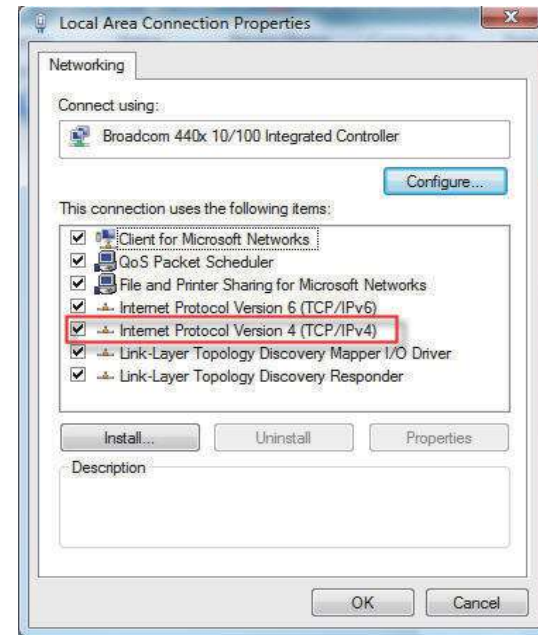 Local Area Connection Properties
Networking
Connect using:
Broadcom 440x 10/100 Integrated Controller
Configure...
This connection uses the following items:
Client for Microsoft Networks
QoS Packet Scheduler
File and Printer Sharing for Microsoft Networks
Internet Protocol Version 6 (TCP/IPv6)
Internet Protocol Version 4 (TCP/IPv4)
Link-Layer Topology Discovery Mapper I/O Driver
Link-Layer Topology Discovery Responder
Install... Uninstall Properties
Description
OK Cancel